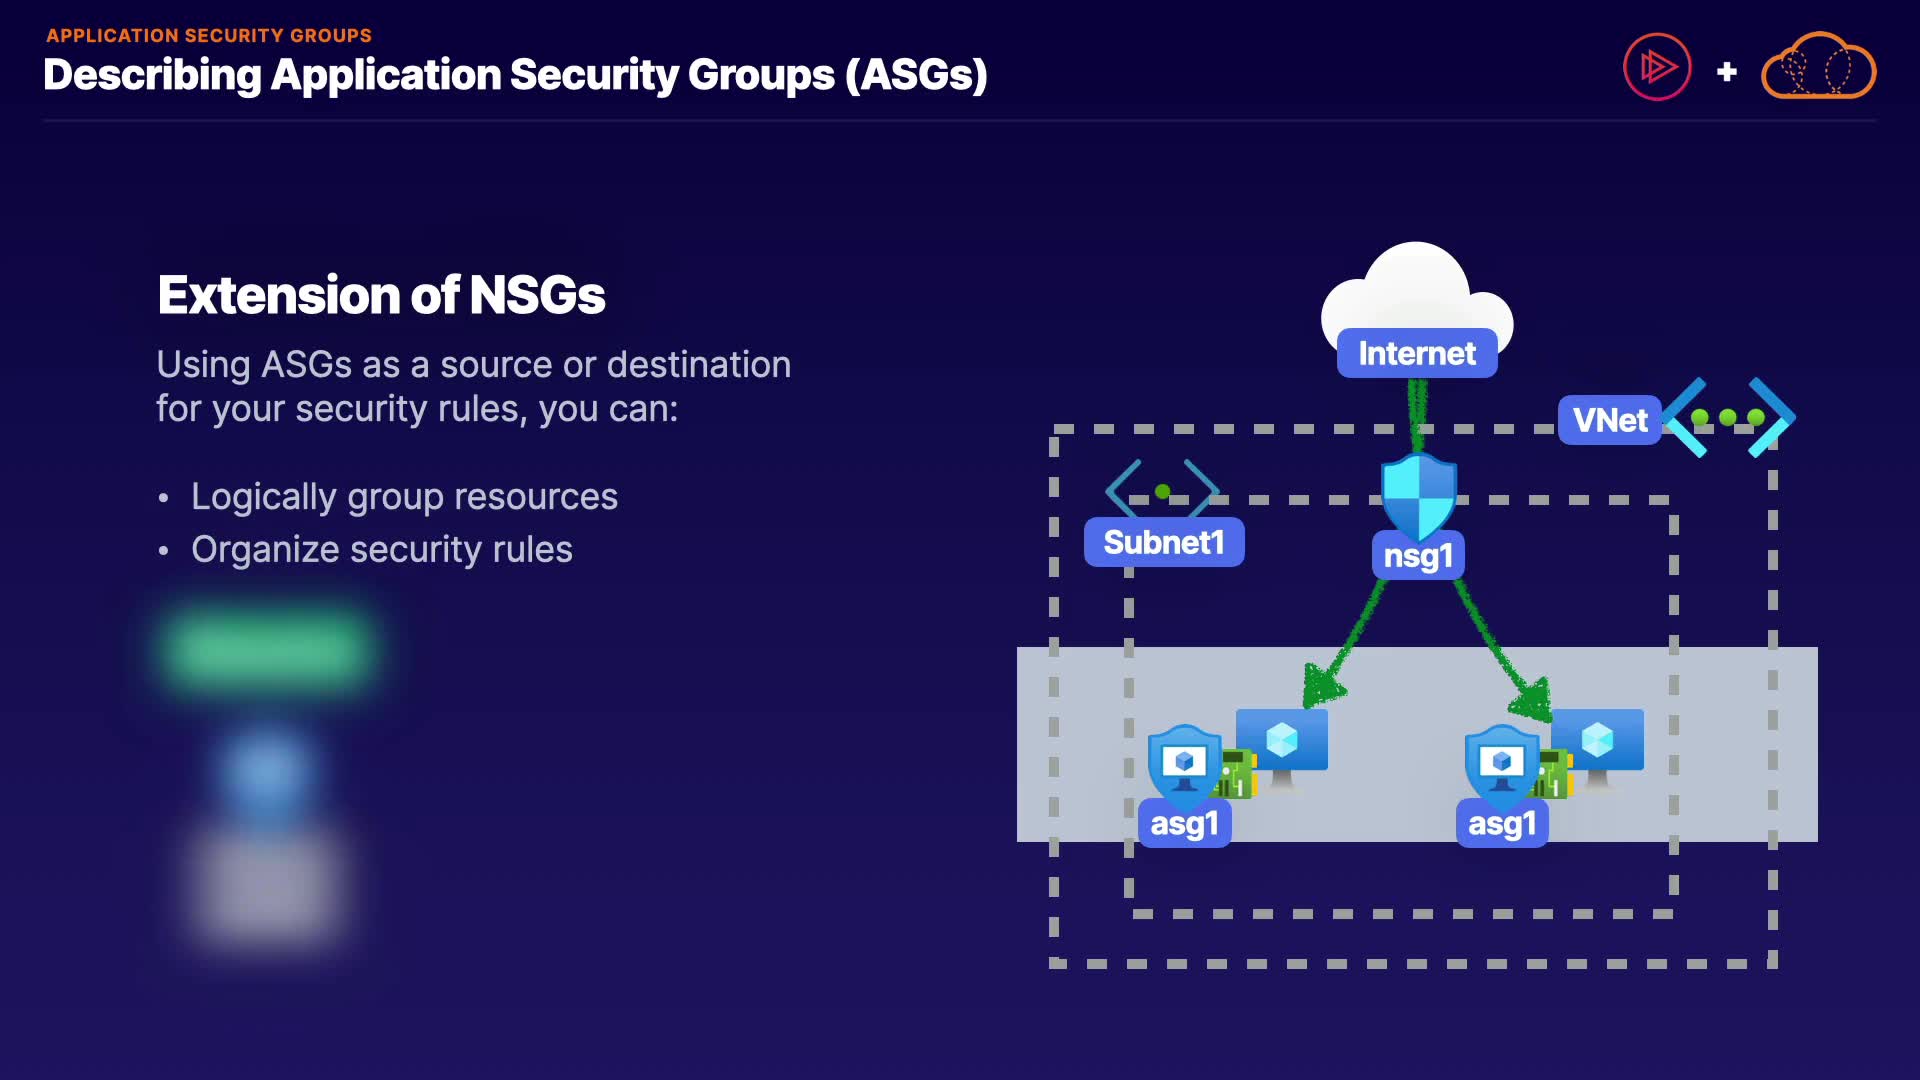 APPLICATION SECURITY GROUPS
Describing Application Security Groups (ASGs)
Extension of NSGs
Using ASGs as a source or destination
for your security rules, you can:
• Logically group resources
• Organize security rules
Internet
VNet
Subnet1
nsg1
asg1
asg1